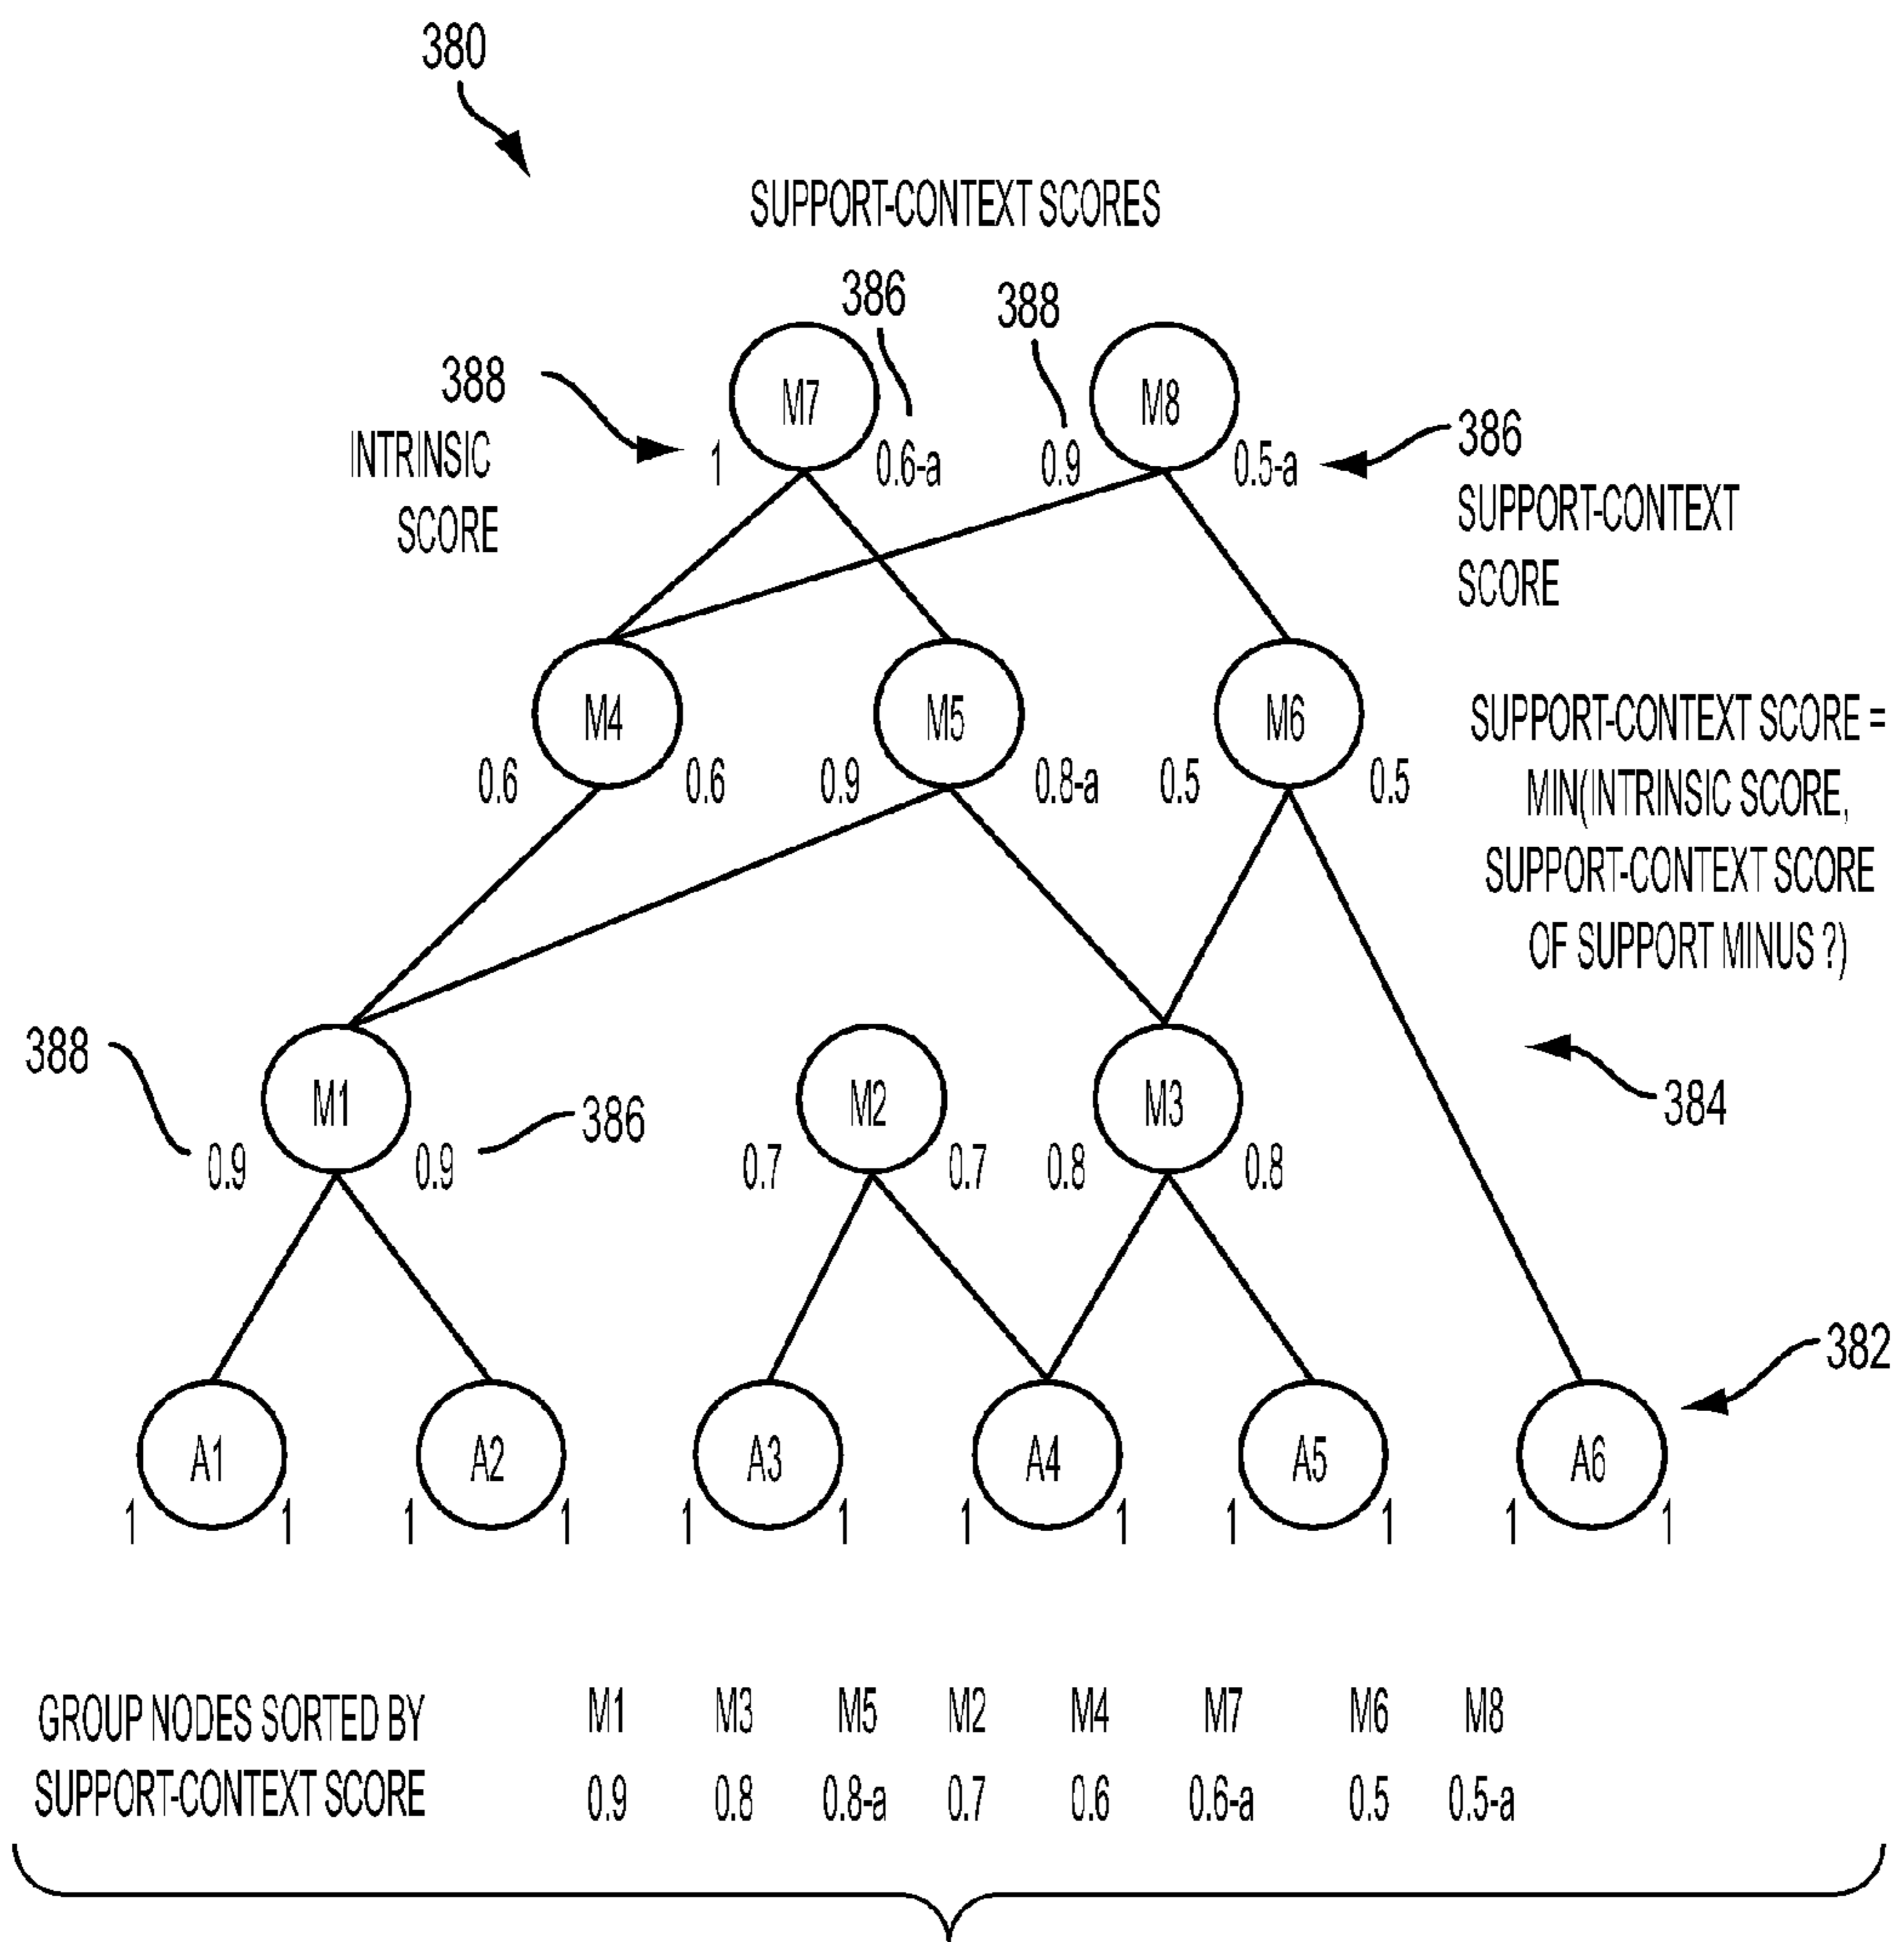 380
SUPPORT-CONTEXT SCORES
386
388
388
INTRINSIC
SCORE
M7
M8
1
0.6-a
0.9
0.5-a
386
SUPPORT-CONTEXT
SCORE
M4
M5
M6
0.6
0.6
0.9
0.8-a
0.5
0.5
SUPPORT-CONTEXT SCORE =
MIN(INTRINSIC SCORE,
SUPPORT-CONTEXT SCORE
OF SUPPORT MINUS ?)
384
388
M1
M2
M3
386
0.9
0.9
0.7
0.7
0.8
0.8
382
A1
A2
A3
A4
A5
A6
1
1
1
1
1
1
1
1
1
1
1
1
GROUP NODES SORTED BY
SUPPORT-CONTEXT SCORE
M1 M3 M5 M2 M4 M7 M6 M8
0.9 0.8 0.8-a 0.7 0.6 0.6-a 0.5 0.5-a